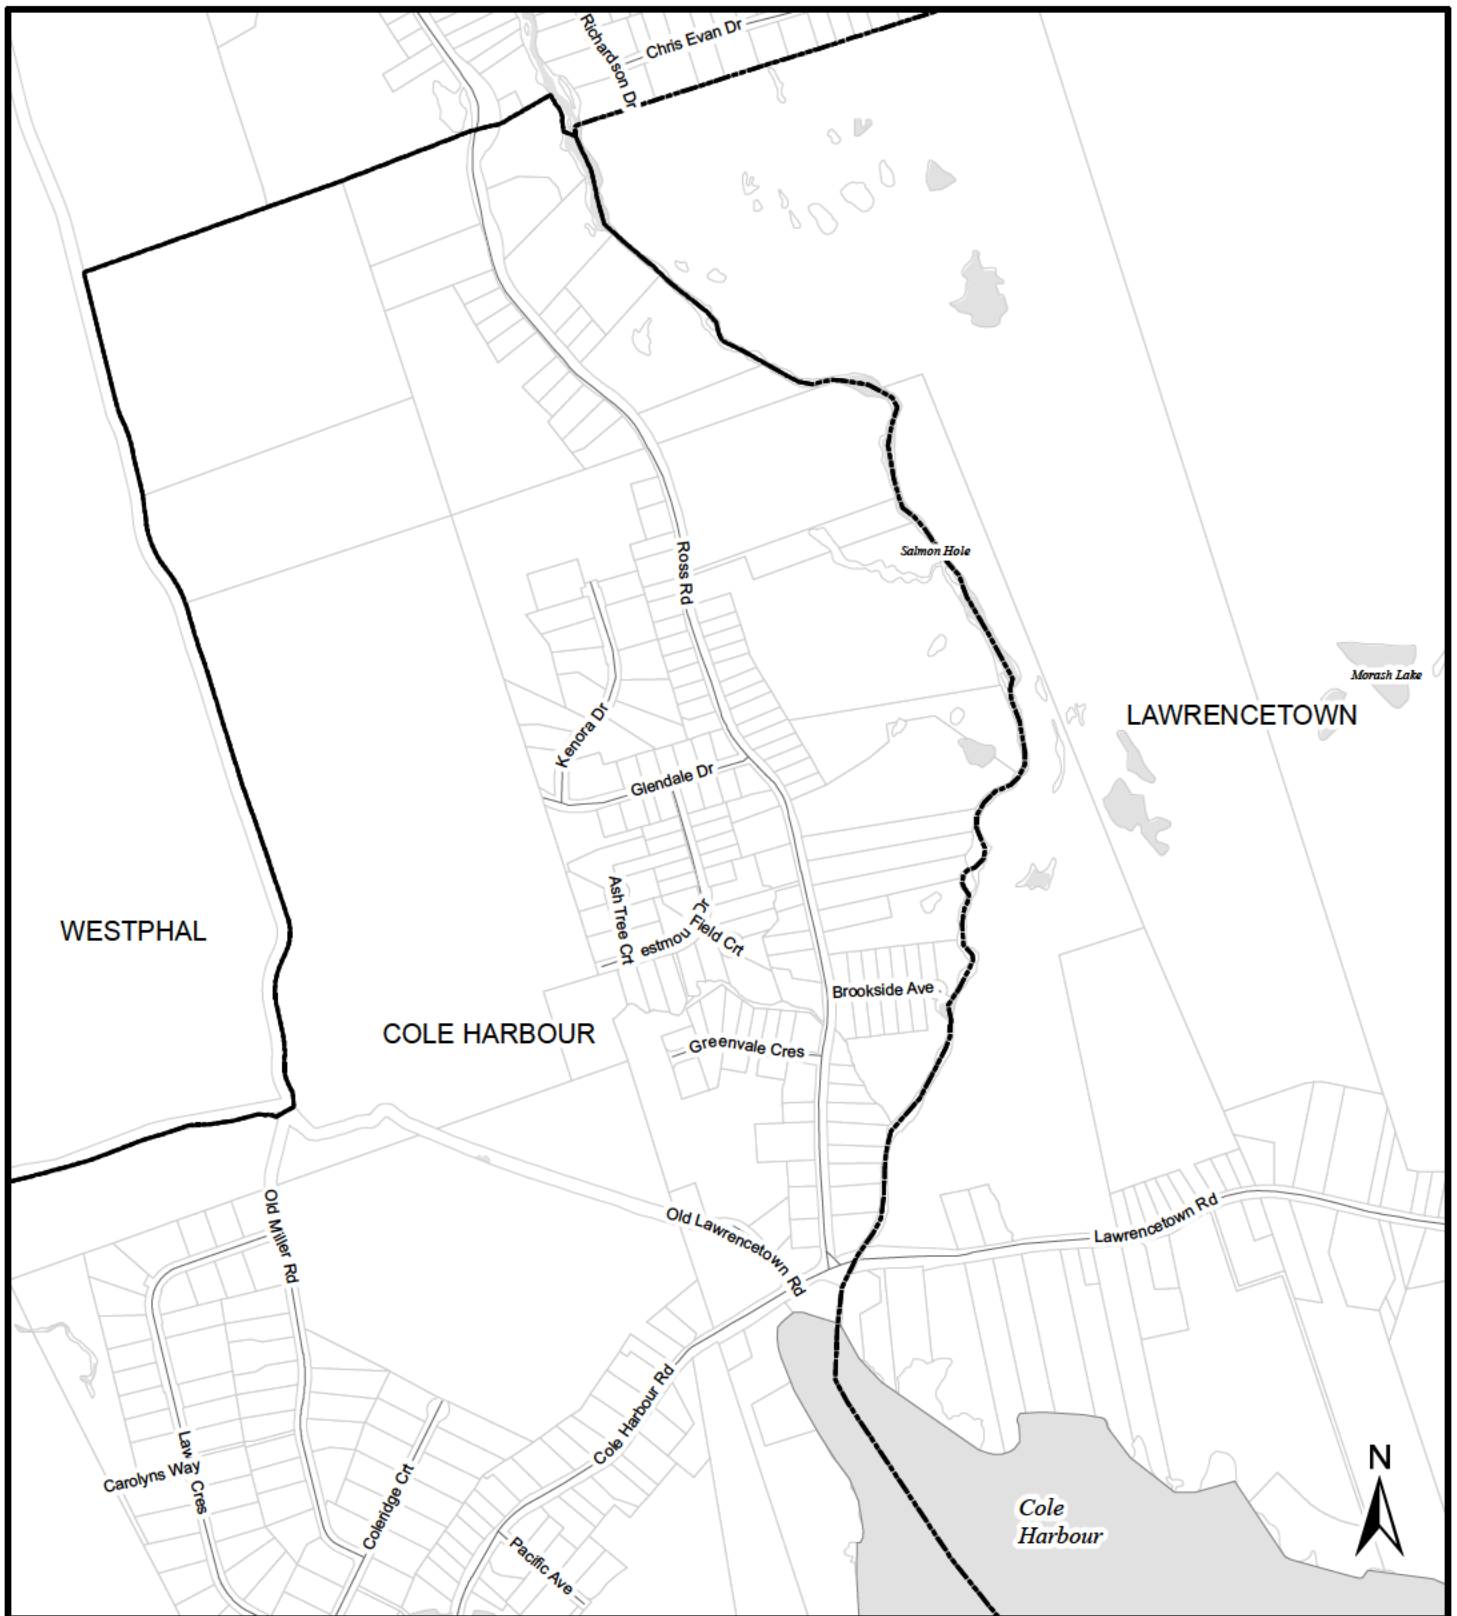 Richardson Dr
Chris Evan Dr
Ross Rd
Salmon Hole
Morash Lake
LAWRENCETOWN
Kenora Dr
Glendale Dr
Ash Tree Crt
Dr
estmou
Field Crt
WESTPHAL
Brookside Ave
COLE HARBOUR
Greenvale Cres
Old Miller Rd
Old Lawrencetown Rd
Lawrencetown Rd
Cole Harbour Rd
Law
Cres
Carolyns Way
Coleridge Crt
Pacific Ave
Cole
Harbour
N